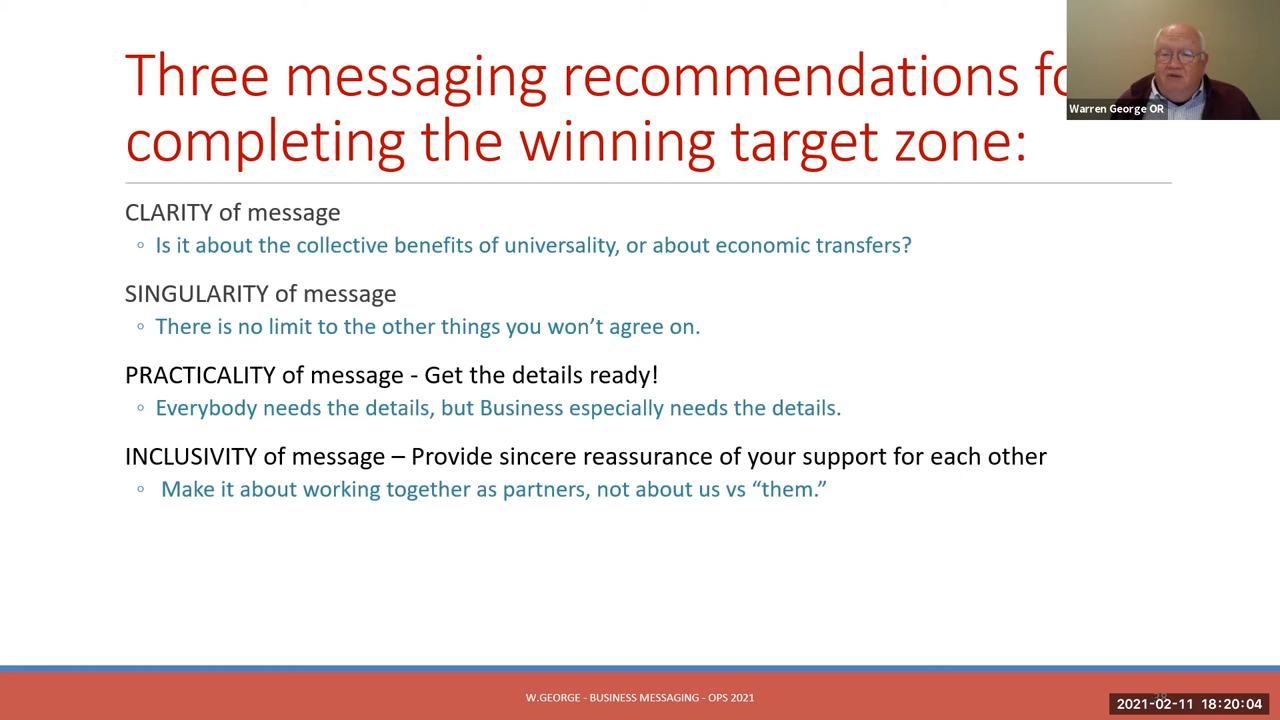 Three messaging recommendations fo
completing the winning target zone:
Warren George OR
CLARITY of message
◦ Is it about the collective benefits of universality, or about economic transfers?
SINGULARITY of message
◦ There is no limit to the other things you won’t agree on.
PRACTICALITY of message - Get the details ready!
◦ Everybody needs the details, but Business especially needs the details.
INCLUSIVITY of message – Provide sincere reassurance of your support for each other
◦ Make it about working together as partners, not about us vs “them.”
W.GEORGE - BUSINESS MESSAGING - OPS 2021
2021-02-11 18:20:04